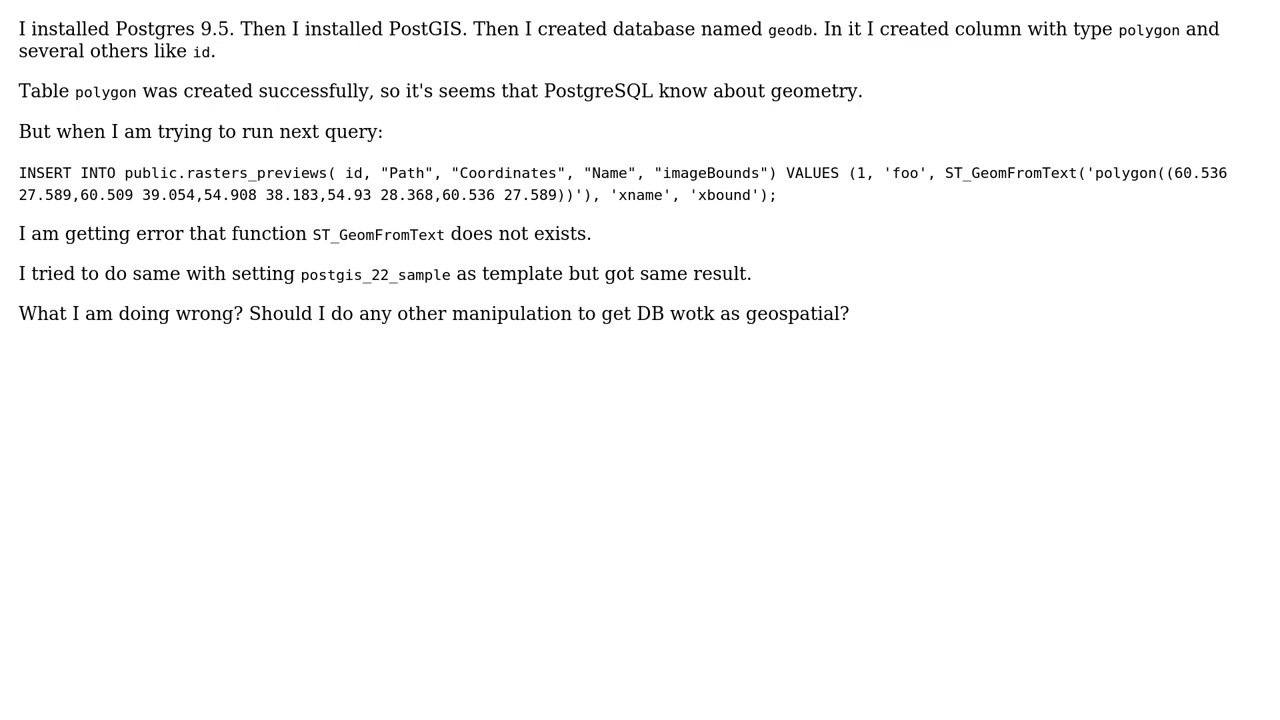 I installed Postgres 9.5. Then I installed PostGIS. Then I created database named geodb. In it I created column with type polygon and
several others like id.
Table polygon was created successfully, so it's seems that PostgreSQL know about geometry.
But when I am trying to run next query:
INSERT INTO public.rasters_previews( id, "Path", "Coordinates", "Name", "imageBounds") VALUES (1, 'foo', ST_GeomFromText('polygon((60.536
27.589,60.509 39.054,54.908 38.183,54.93 28.368,60.536 27.589))'), 'xname', 'xbound');
I am getting error that function ST_GeomFromText does not exists.
I tried to do same with setting postgis_22_sample as template but got same result.
What I am doing wrong? Should I do any other manipulation to get DB wotk as geospatial?